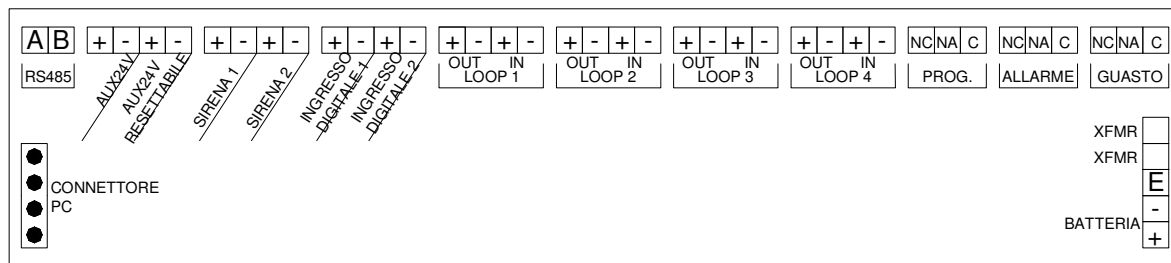 A B + - + - + - + - + - + - + - + - + - + - + - + - + - + - NC NA C NC NA C NC NA C
RS485
AUX24V
AUX24V
RESETTABILE
SIRENA 1
SIRENA 2
INGRESSO
DIGITALE 1
INGRESSO
DIGITALE 2
OUT IN
LOOP 1
OUT IN
LOOP 2
OUT IN
LOOP 3
OUT IN
LOOP 4
PROG.
ALLARME
GUASTO
CONNETTORE
PC
XFMR
XFMR
E
-
BATTERIA
+